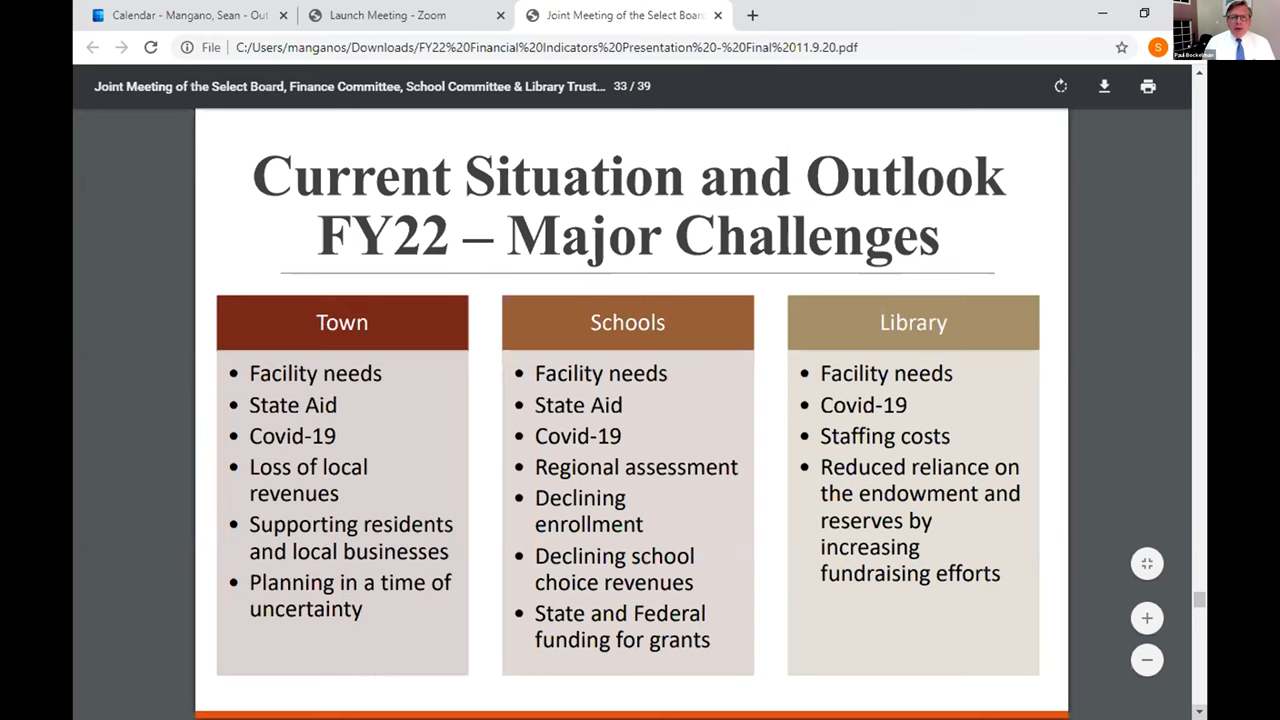 Calendar - Mangano, Sean - Out
Launch Meeting - Zoom
Joint Meeting of the Select Board
File
C:/Users/manganos/Downloads/FY22%20Financial%20Indicators%20Presentation%20-%20Final%2011.9.20.pdf
S
Paul Bockelman
Joint Meeting of the Select Board, Finance Committee, School Committee & Library Trust...
33 / 39
Current Situation and Outlook
FY22 – Major Challenges
Town
• Facility needs
• State Aid
• Covid-19
• Loss of local
revenues
• Supporting residents
and local businesses
• Planning in a time of
uncertainty
Schools
• Facility needs
• State Aid
• Covid-19
• Regional assessment
• Declining
enrollment
• Declining school
choice revenues
• State and Federal
funding for grants
Library
• Facility needs
• Covid-19
• Staffing costs
• Reduced reliance on
the endowment and
reserves by
increasing
fundraising efforts